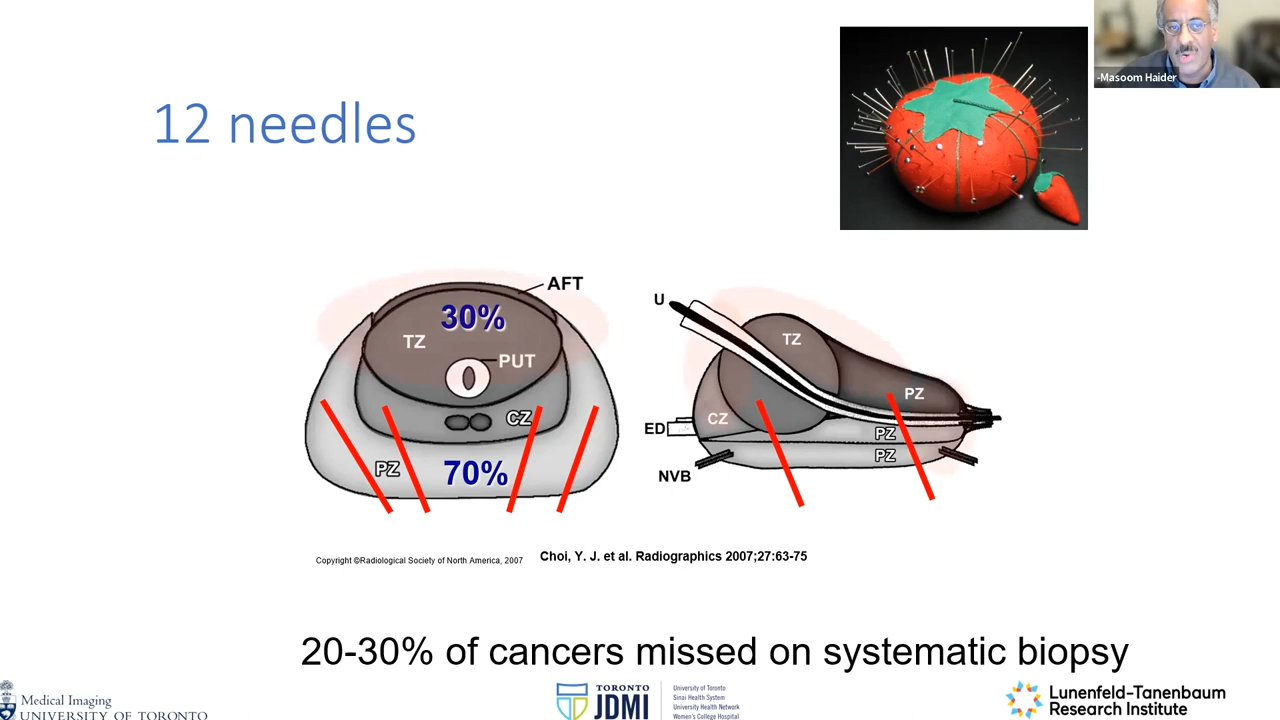 -Masoom Haider
12 needles
AFT
30%
TZ
PUT
CZ
PZ
70%
U
TZ
PZ
CZ
ED
PZ
PZ
NVB
Copyright ©Radiological Society of North America, 2007
Choi, Y. J. et al. Radiographics 2007;27:63-75
20-30% of cancers missed on systematic biopsy
Medical Imaging
UNIVERSITY OF TORONTO
TORONTO
JDMI
University of Toronto
Sinai Health System
University Health Network
Women's College Hospital
Lunenfeld-Tanenbaum
Research Institute